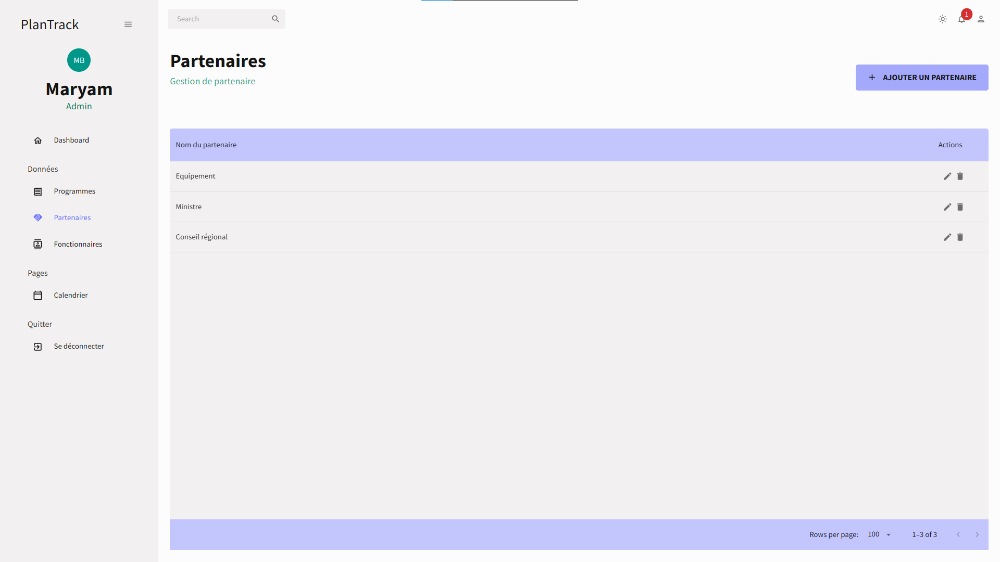 PlanTrack
MB
Maryam
Admin
Dashboard
Données
Programmes
Partenaires
Fonctionnaires
Pages
Calendrier
Quitter
Se déconnecter
Search
1
Partenaires
Gestion de partenaire
AJOUTER UN PARTENAIRE
Nom du partenaire Actions
Equipement
Ministre
Conseil régional
Rows per page: 100 1–3 of 3